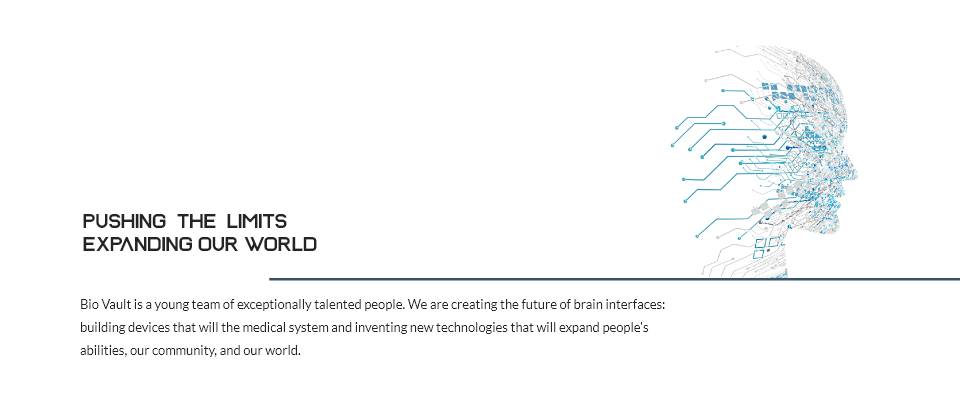 PUSHING THE LIMITS
EXPANDING OUR WORLD
Bio Vault is a young team of exceptionally talented people. We are creating the future of brain interfaces:
building devices that will the medical system and inventing new technologies that will expand people's
abilities, our community, and our world.